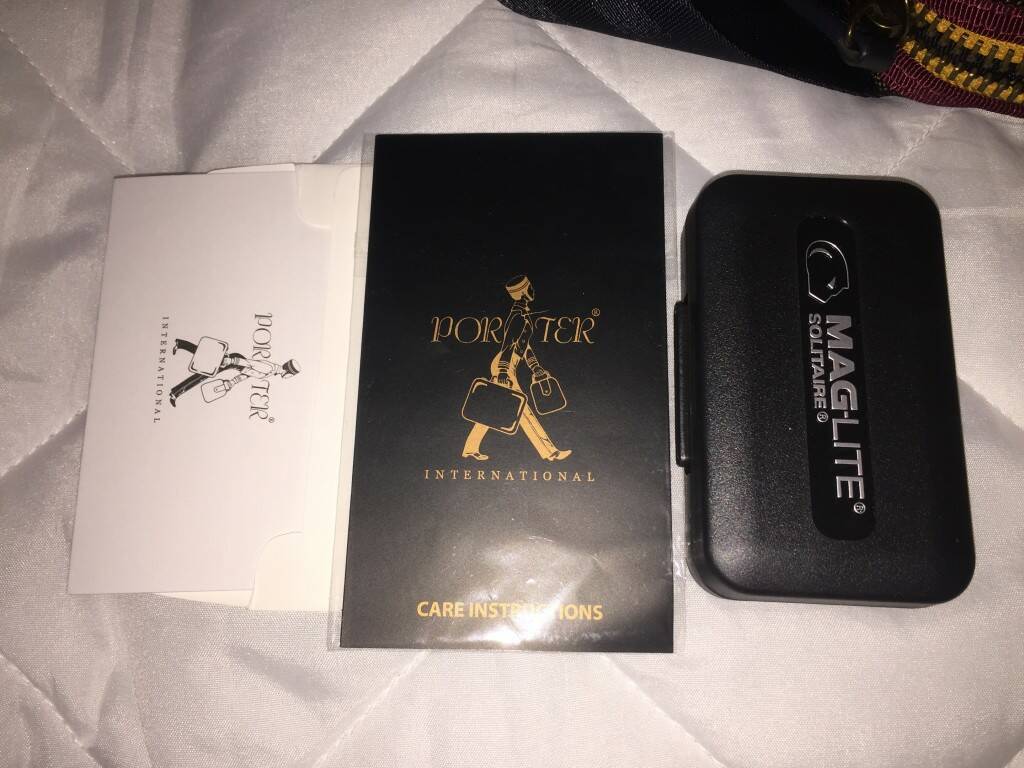 PORTER®
INTERNATIONAL
PORTER®
INTERNATIONAL
CARE INSTRUCTIONS
MAG-LITE®
SOLITAIRE®